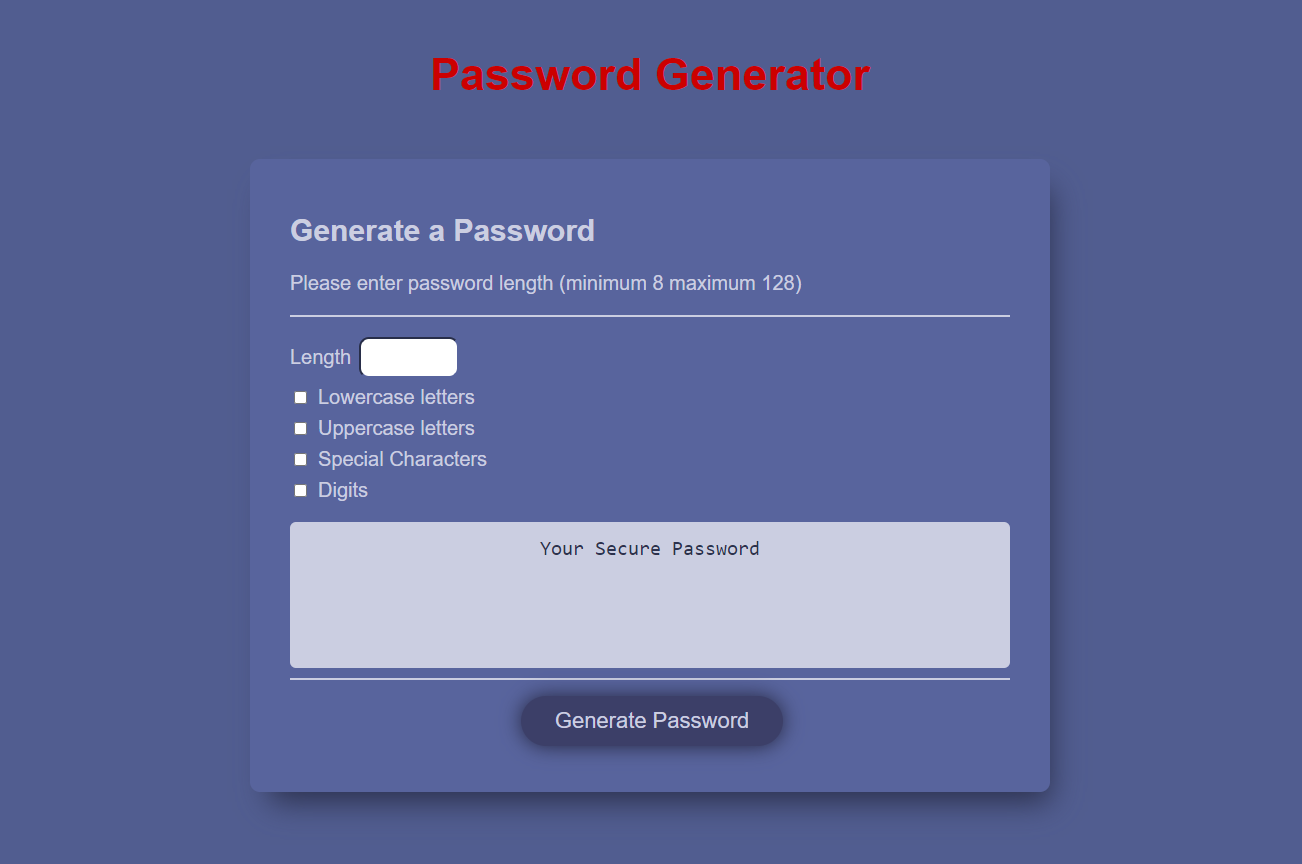 Password Generator
Generate a Password
Please enter password length (minimum 8 maximum 128)
Length
Lowercase letters
Uppercase letters
Special Characters
Digits
Your Secure Password
Generate Password